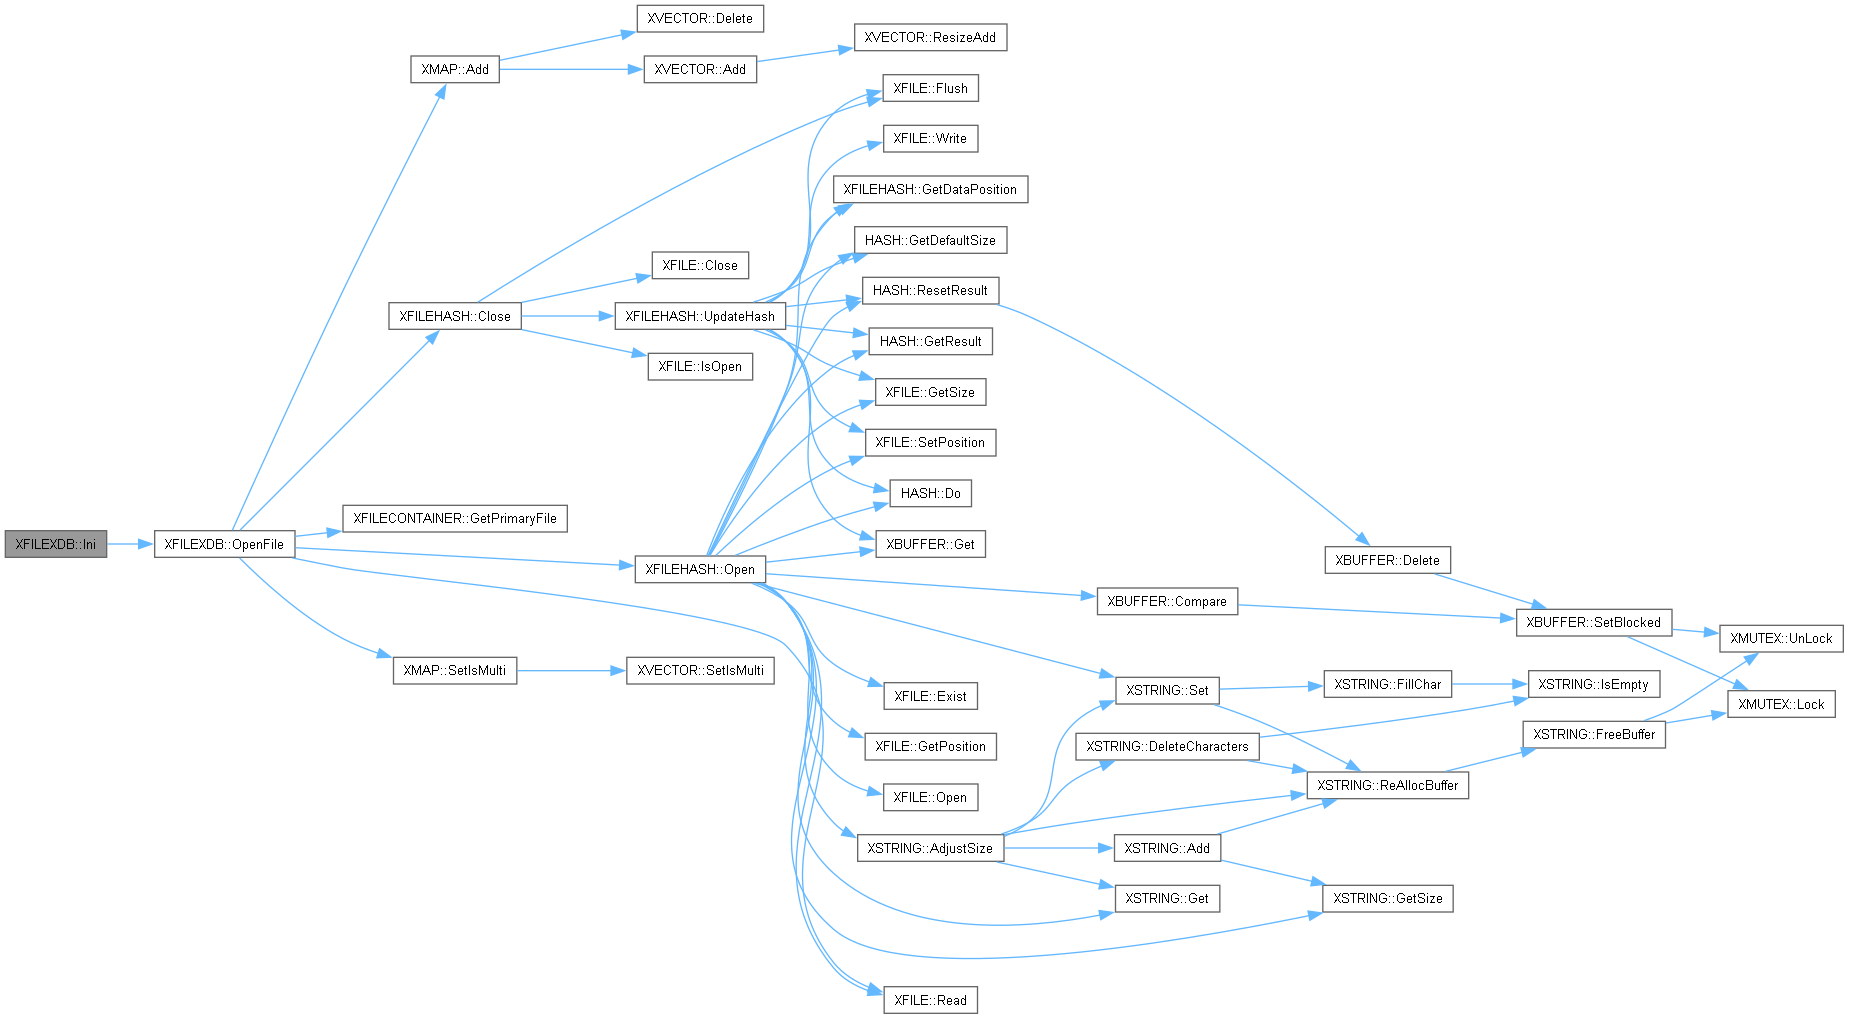 XFILEXDB::Ini
XFILEXDB::OpenFile
XMAP::Add
XVECTOR::Delete
XVECTOR::Add
XVECTOR::ResizeAdd
XFILEHASH::Close
XFILE::Flush
XFILE::Close
XFILEHASH::UpdateHash
XFILE::Write
XFILEHASH::GetDataPosition
HASH::GetDefaultSize
HASH::ResetResult
HASH::GetResult
XFILE::GetSize
XFILE::SetPosition
HASH::Do
XBUFFER::Get
XFILE::IsOpen
XFILECONTAINER::GetPrimaryFile
XFILEHASH::Open
XBUFFER::Delete
XBUFFER::Compare
XBUFFER::SetBlocked
XMUTEX::UnLock
XMUTEX::Lock
XMAP::SetIsMulti
XVECTOR::SetIsMulti
XFILE::Exist
XFILE::GetPosition
XFILE::Open
XSTRING::AdjustSize
XSTRING::Set
XSTRING::FillChar
XSTRING::IsEmpty
XSTRING::DeleteCharacters
XSTRING::ReAllocBuffer
XSTRING::FreeBuffer
XSTRING::Add
XSTRING::Get
XSTRING::GetSize
XFILE::Read